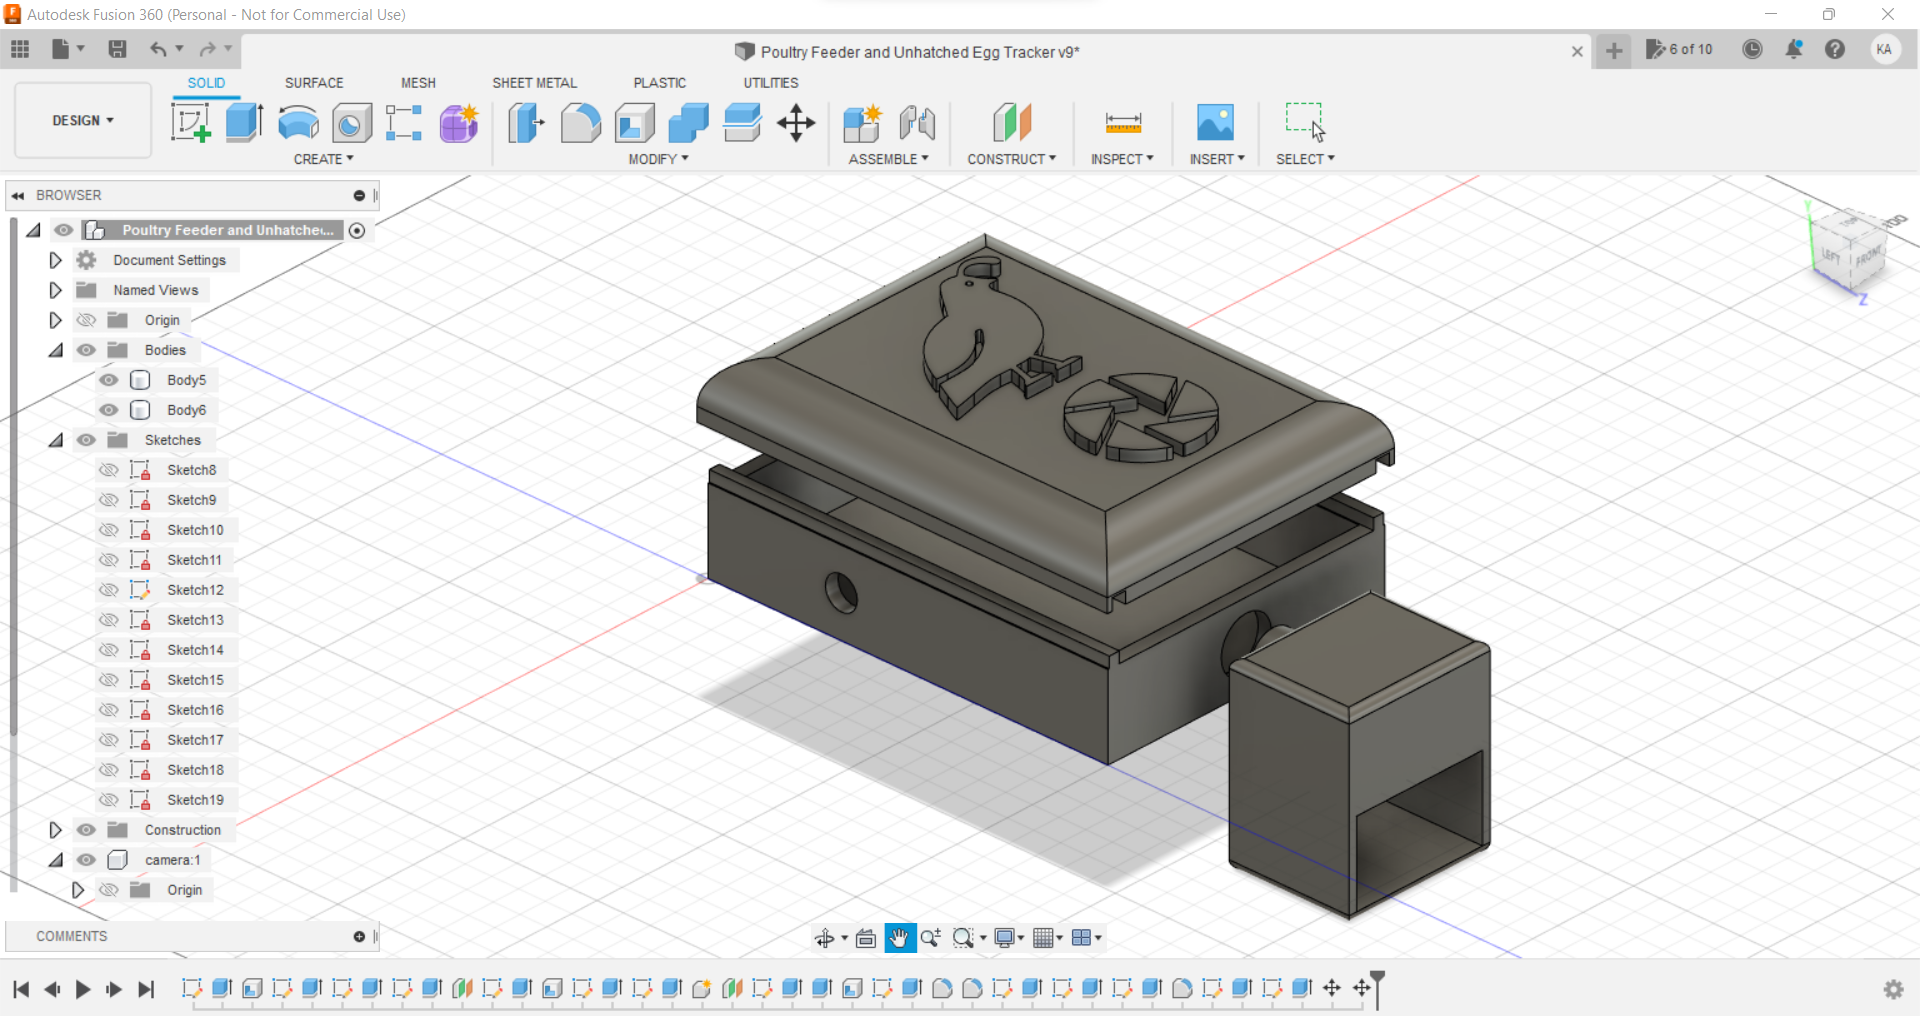 Autodesk Fusion 360 (Personal - Not for Commercial Use)
Poultry Feeder and Unhatched Egg Tracker v9*
6 of 10
KA
SOLID SURFACE MESH SHEET METAL PLASTIC UTILITIES
DESIGN
CREATE MODIFY ASSEMBLE CONSTRUCT INSPECT INSERT SELECT
BROWSER
Poultry Feeder and Unhatche...
Document Settings
Named Views
Origin
Bodies
Body5
Body6
Sketches
Sketch8
Sketch9
Sketch10
Sketch11
Sketch12
Sketch13
Sketch14
Sketch15
Sketch16
Sketch17
Sketch18
Sketch19
Construction
camera:1
Origin
COMMENTS
Y
TOP
LEFT
FRONT
Z